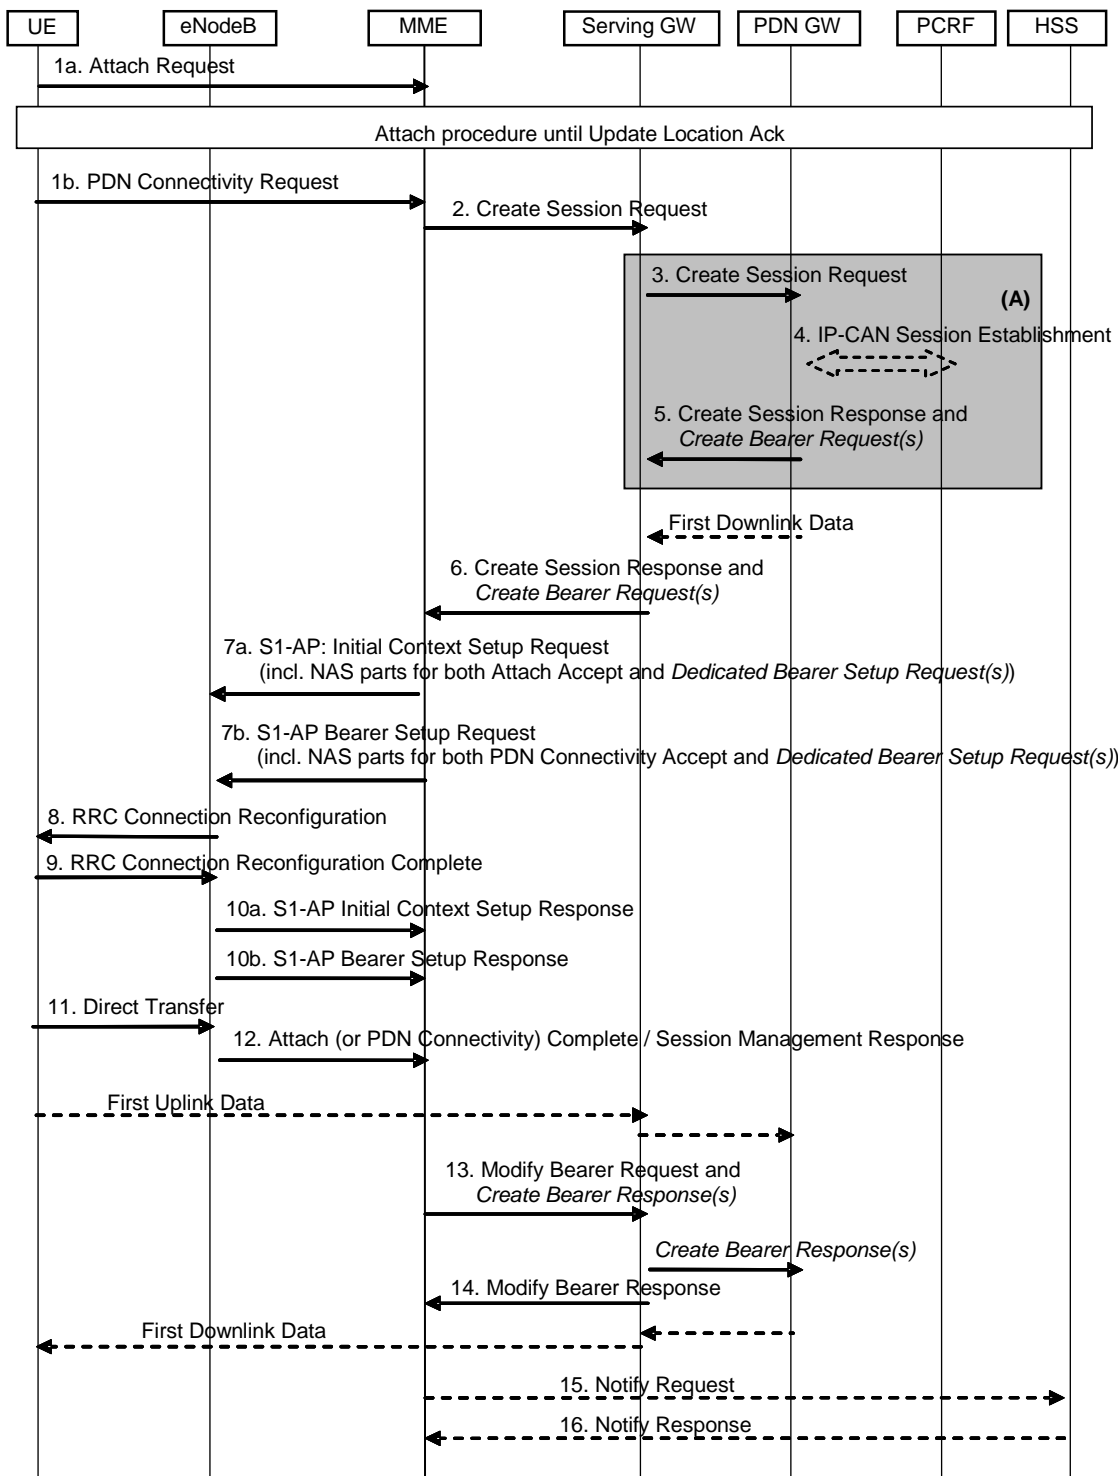 UE eNodeB MME Serving GW PDN GW PCRF HSS
1a. Attach Request
Attach procedure until Update Location Ack
1b. PDN Connectivity Request
2. Create Session Request
3. Create Session Request
(A)
4. IP-CAN Session Establishment
5. Create Session Response and
Create Bearer Request(s)
First Downlink Data
6. Create Session Response and
Create Bearer Request(s)
7a. S1-AP: Initial Context Setup Request
(incl. NAS parts for both Attach Accept and Dedicated Bearer Setup Request(s))
7b. S1-AP Bearer Setup Request
(incl. NAS parts for both PDN Connectivity Accept and Dedicated Bearer Setup Request(s))
8. RRC Connection Reconfiguration
9. RRC Connection Reconfiguration Complete
10a. S1-AP Initial Context Setup Response
10b. S1-AP Bearer Setup Response
11. Direct Transfer
12. Attach (or PDN Connectivity) Complete / Session Management Response
First Uplink Data
13. Modify Bearer Request and
Create Bearer Response(s)
Create Bearer Response(s)
14. Modify Bearer Response
First Downlink Data
15. Notify Request
16. Notify Response